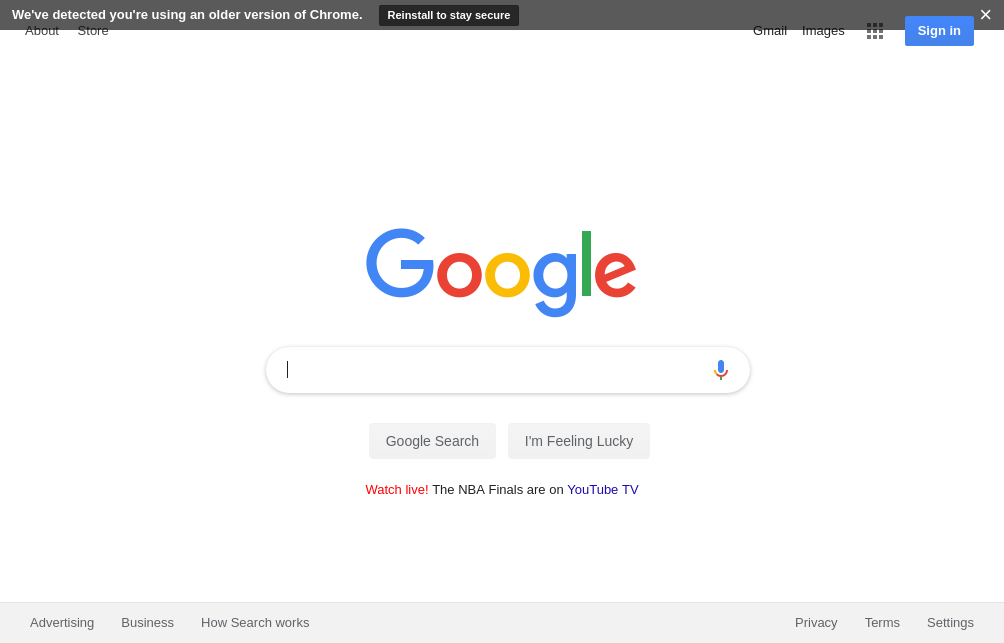 We've detected you're using an older version of Chrome. Reinstall to stay secure ×
About Store Gmail Images Sign in
Google
Google Search I'm Feeling Lucky
Watch live! The NBA Finals are on YouTube TV
Advertising Business How Search works Privacy Terms Settings